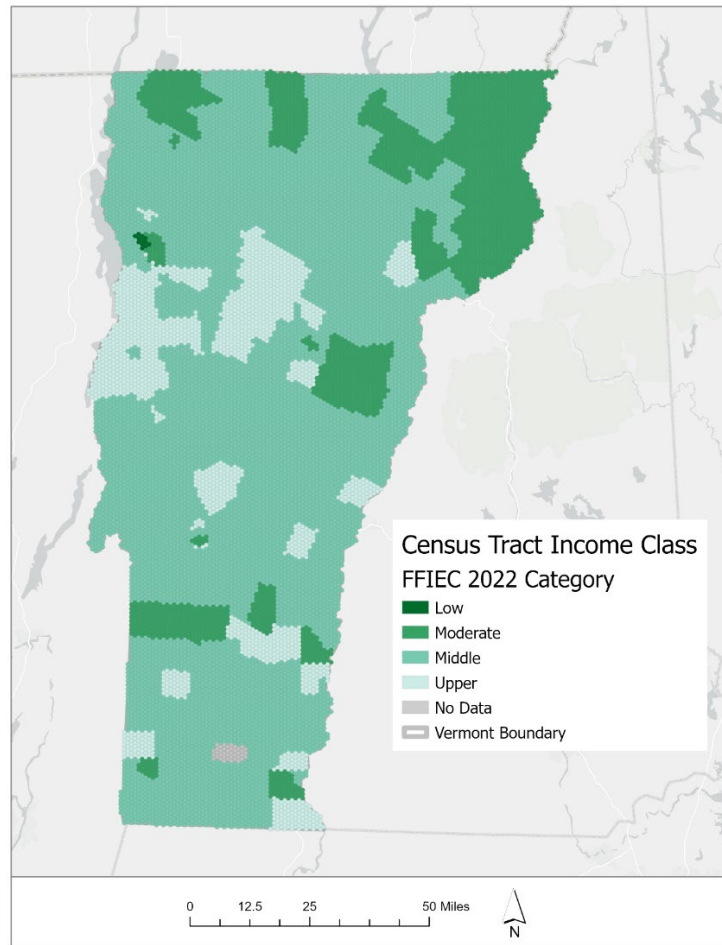 Census Tract Income Class
FFIEC 2022 Category
Low
Moderate
Middle
Upper
No Data
Vermont Boundary
0 12.5 25 50 Miles
N